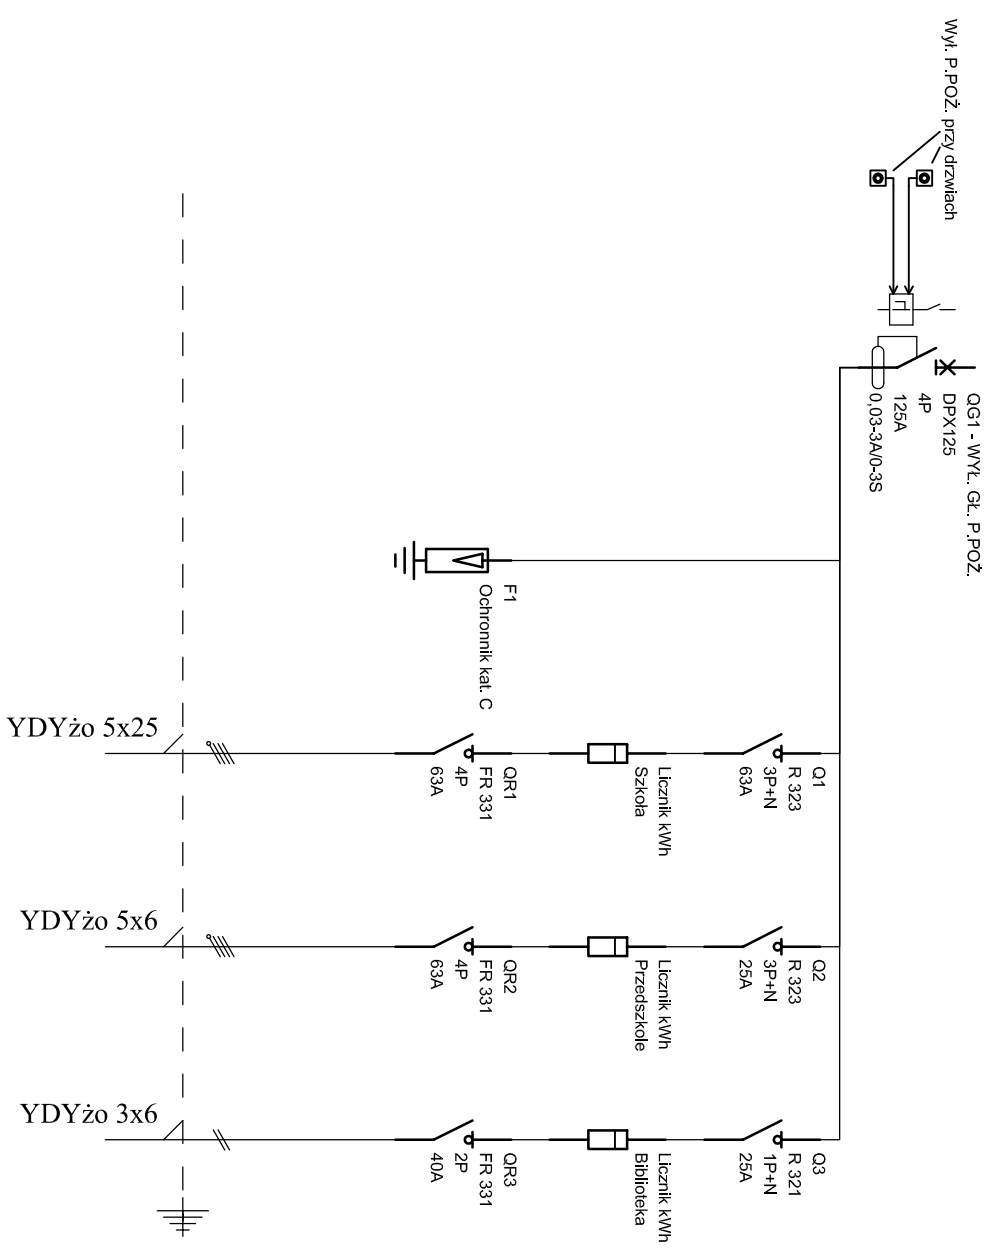 Wył. P.POŻ. przy drzwiach
QG1 - WYŁ. GŁ. P.POŻ.
DPX125
4P
125A
0,03-3A/0-3S
F1
Ochronnik kat. C
Q1
R 323
3P+N
63A
Licznik kWh
Szkoła
QR1
FR 331
4P
63A
YDYżo 5x25
Q2
R 323
3P+N
25A
Licznik kWh
Przedszkole
QR2
FR 331
4P
63A
YDYżo 5x6
Q3
R 321
1P+N
25A
Licznik kWh
Biblioteka
QR3
FR 331
2P
40A
YDYżo 3x6